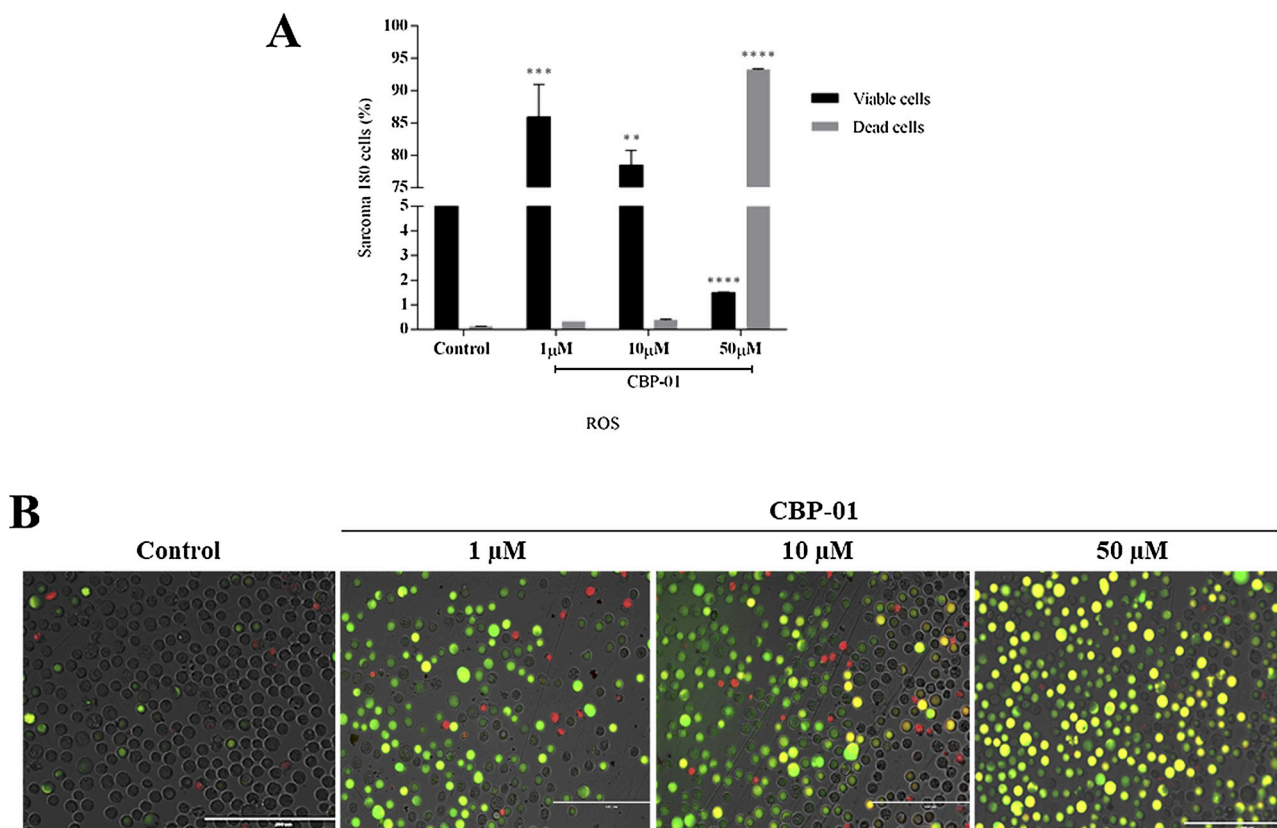 A
100
95
90
85
80
75
5
4
3
2
1
0
Sarcoma 180 cells (%)
***
**
****
****
Viable cells
Dead cells
Control 1μM 10μM 50μM
CBP-01
ROS
B
CBP-01
Control 1 μM 10 μM 50 μM